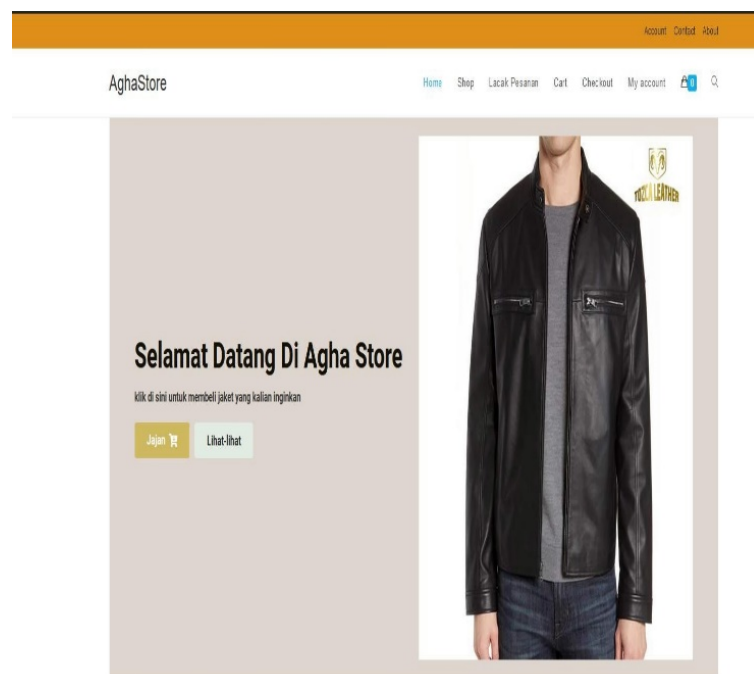 Account Contact About
AghaStore
Home Shop Lacak Pesanan Cart Checkout My account 0
TOZCA LEATHER
Selamat Datang Di Agha Store
klik di sini untuk membeli jaket yang kalian inginkan
Jajan Lihat-lihat